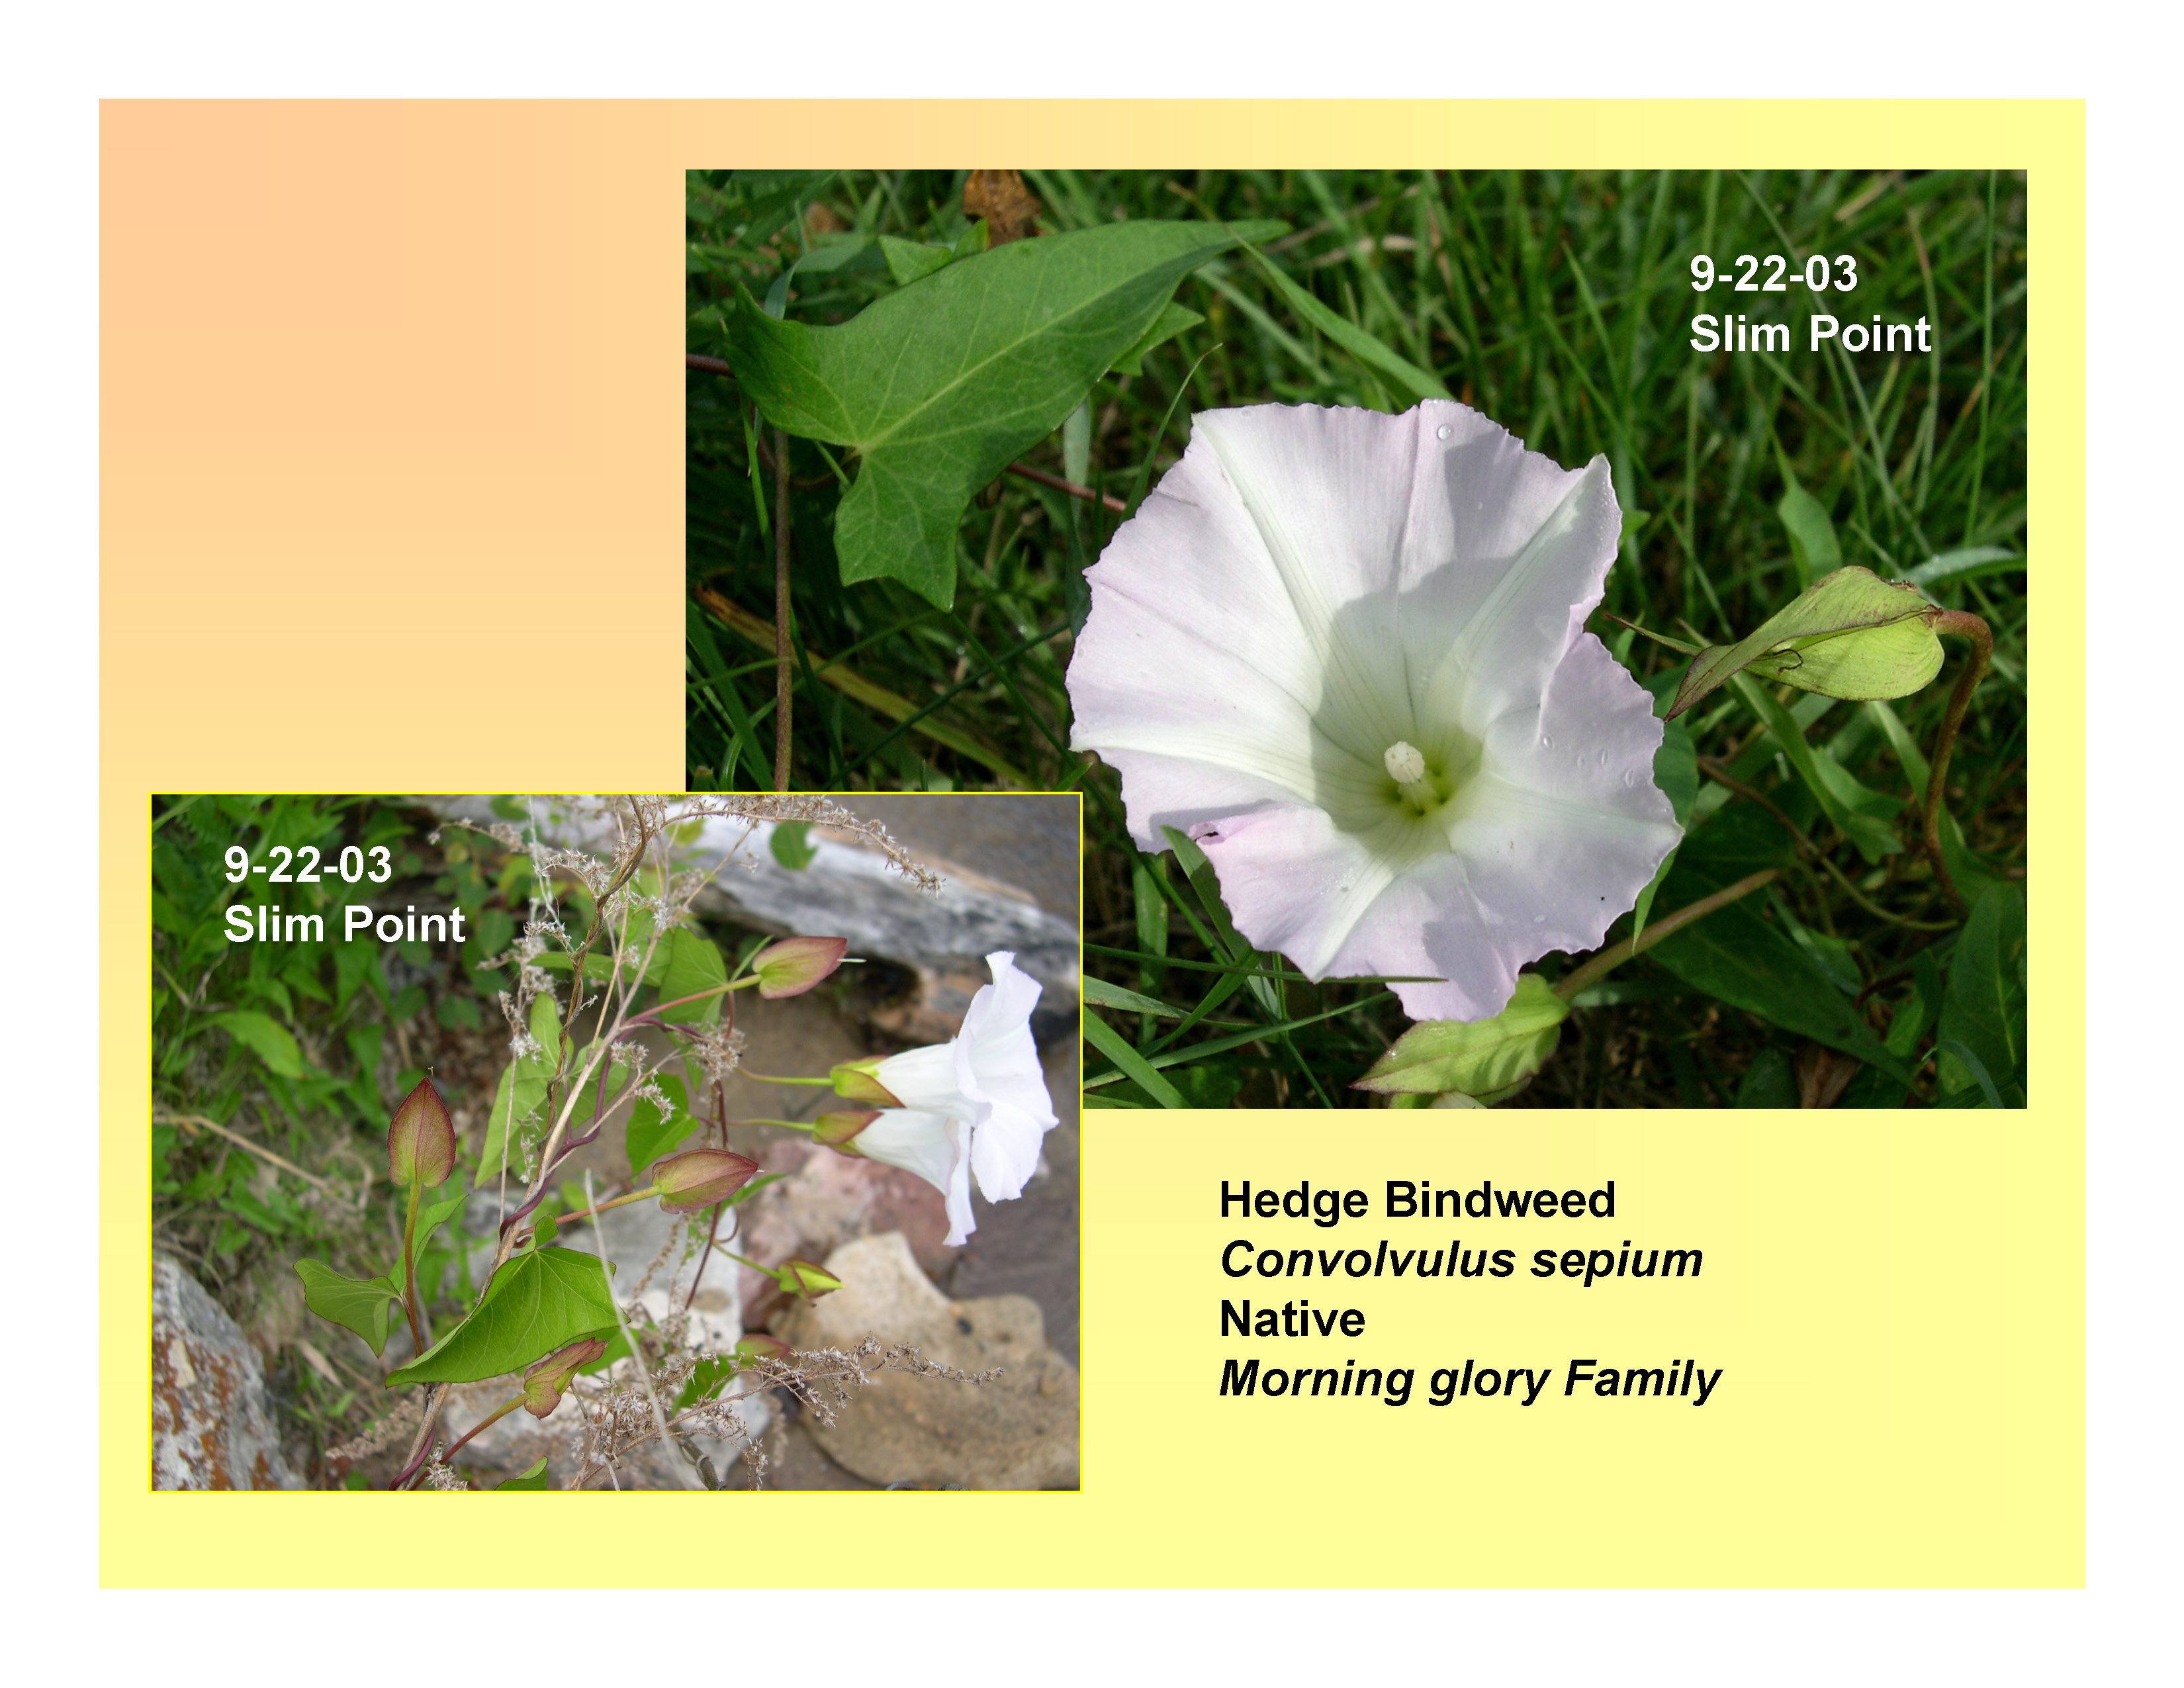 9-22-03
Slim Point
9-22-03
Slim Point
Hedge Bindweed
Convolvulus sepium
Native
Morning glory Family